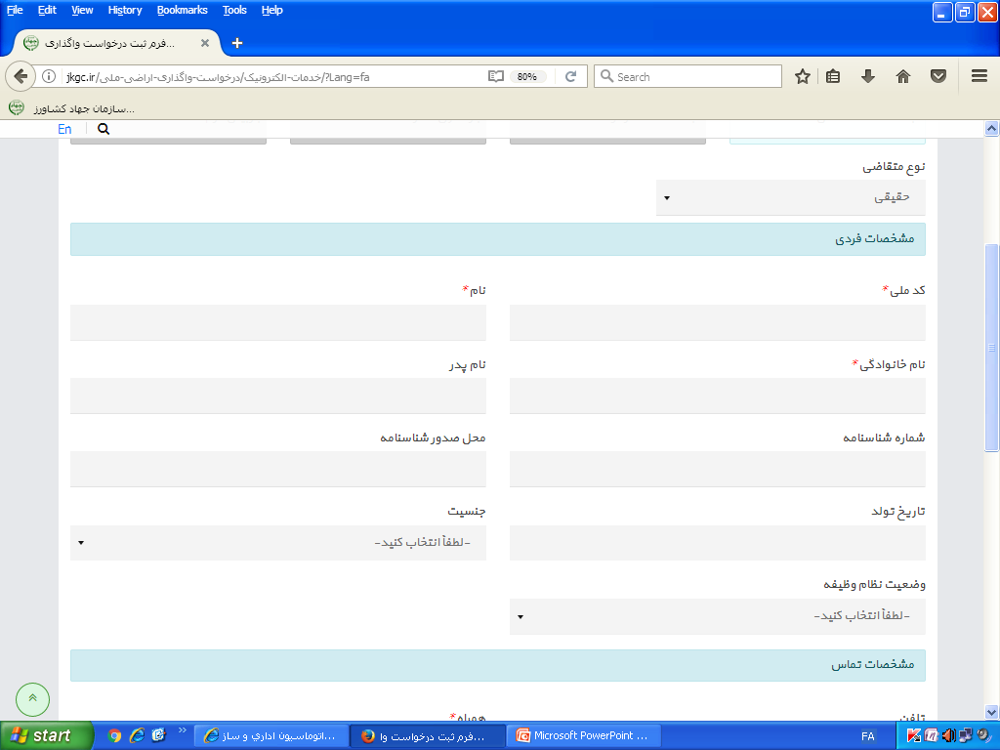 File Edit View History Bookmarks Tools Help
فرم ثبت درخواست واگذاری...
jkgc.ir/خدمات-الکترونیک/درخواست-واگذاری-اراضی-ملی/?Lang=fa
80%
Search
سازمان جهاد کشاورز...
En
نوع متقاضی
حقیقی
مشخصات فردی
کد ملی *
نام *
نام خانوادگی *
نام پدر
شماره شناسنامه
محل صدور شناسنامه
تاریخ تولد
جنسیت
-لطفاً انتخاب کنید-
وضعیت نظام وظیفه
-لطفاً انتخاب کنید-
مشخصات تماس
تلفن
همراه *
start
اتوماسیون اداری و ساز...
فرم ثبت درخواست وا...
Microsoft PowerPoint ...
FA